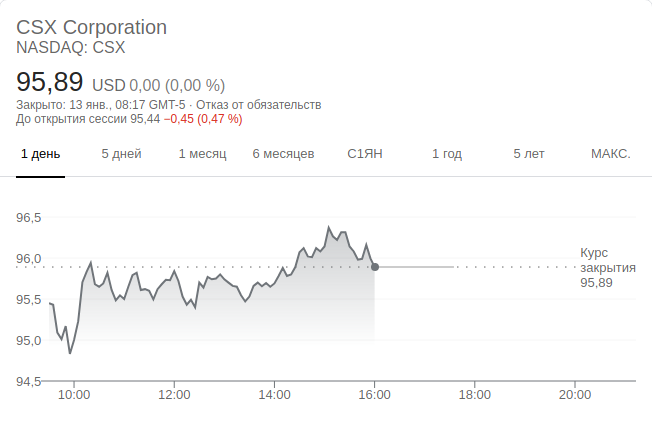 CSX Corporation
NASDAQ: CSX
95,89 USD 0,00 (0,00 %)
Закрыто: 13 янв., 08:17 GMT-5 · Отказ от обязательств
До открытия сессии 95,44 −0,45 (0,47 %)
1 день 5 дней 1 месяц 6 месяцев С1ЯН 1 год 5 лет МАКС.
96,5
96,0
95,5
95,0
94,5
Курс
закрытия
95,89
10:00 12:00 14:00 16:00 18:00 20:00